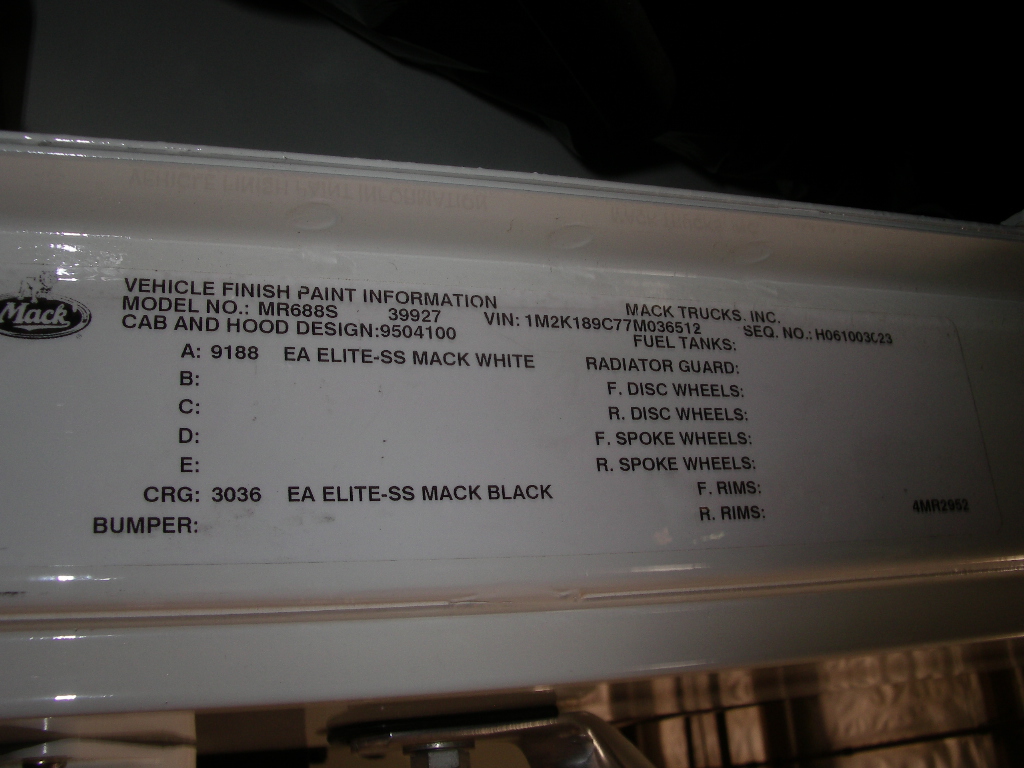 Mack
VEHICLE FINISH PAINT INFORMATION MACK TRUCKS, INC.
MODEL NO.: MR688S 39927 VIN: 1M2K189C77M036512 SEQ. NO.: H061003023
CAB AND HOOD DESIGN:9504100 FUEL TANKS:
A: 9188 EA ELITE-SS MACK WHITE RADIATOR GUARD:
B: F. DISC WHEELS:
C: R. DISC WHEELS:
D: F. SPOKE WHEELS:
E: R. SPOKE WHEELS:
CRG: 3036 EA ELITE-SS MACK BLACK F. RIMS:
BUMPER: R. RIMS:
4MR2952